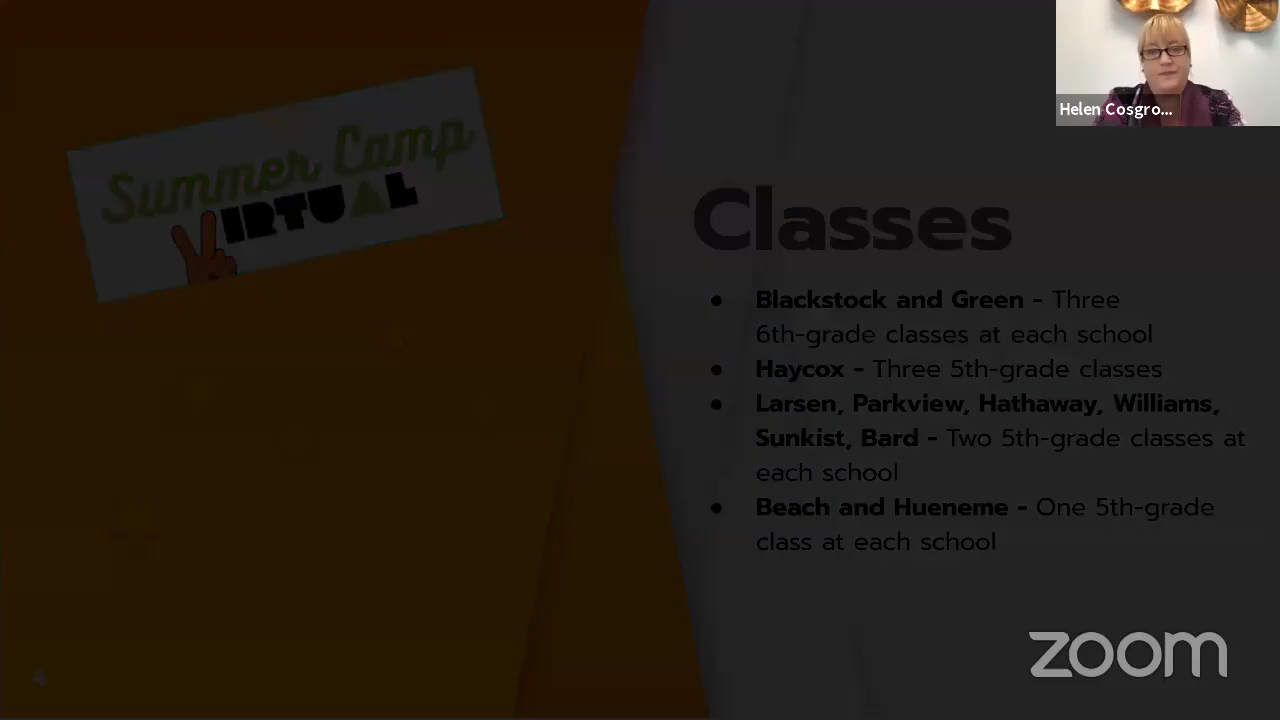 Helen Cosgro...
Summer Camp
VIRTUAL
Classes
● Blackstock and Green - Three
6th-grade classes at each school
● Haycox - Three 5th-grade classes
● Larsen, Parkview, Hathaway, Williams,
Sunkist, Bard - Two 5th-grade classes at
each school
● Beach and Hueneme - One 5th-grade
class at each school
4
zoom